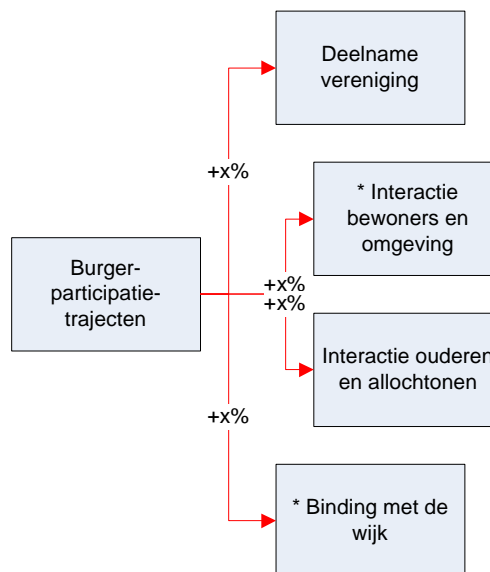 Deelname
vereniging
+x%
* Interactie
bewoners en
omgeving
Burger-
participatie-
trajecten
+x%
+x%
Interactie ouderen
en allochtonen
+x%
* Binding met de
wijk